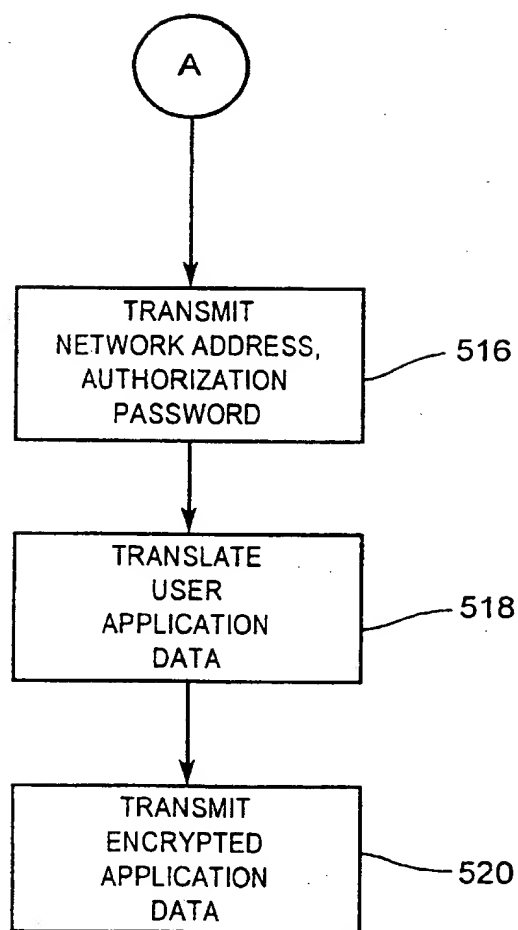 A
TRANSMIT
NETWORK ADDRESS,
AUTHORIZATION
PASSWORD
516
TRANSLATE
USER
APPLICATION
DATA
518
TRANSMIT
ENCRYPTED
APPLICATION
DATA
520